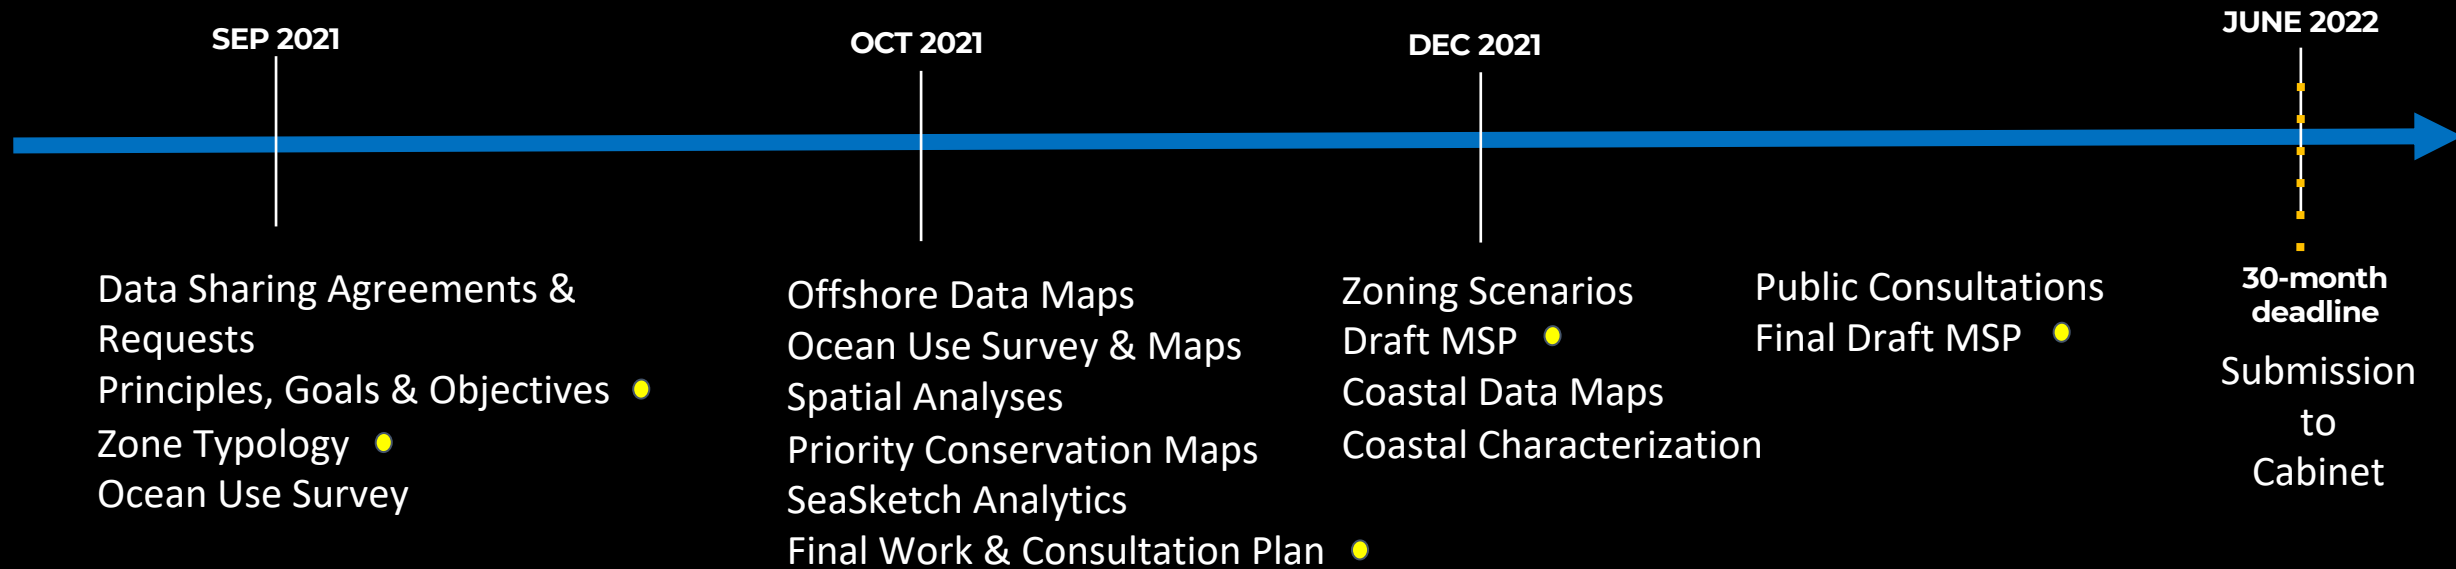 SEP 2021
OCT 2021
DEC 2021
JUNE 2022
Data Sharing Agreements &
Requests
Principles, Goals & Objectives
Zone Typology
Ocean Use Survey
Offshore Data Maps
Ocean Use Survey & Maps
Spatial Analyses
Priority Conservation Maps
SeaSketch Analytics
Final Work & Consultation Plan
Zoning Scenarios
Draft MSP
Coastal Data Maps
Coastal Characterization
Public Consultations
Final Draft MSP
30-month
deadline
Submission
to
Cabinet